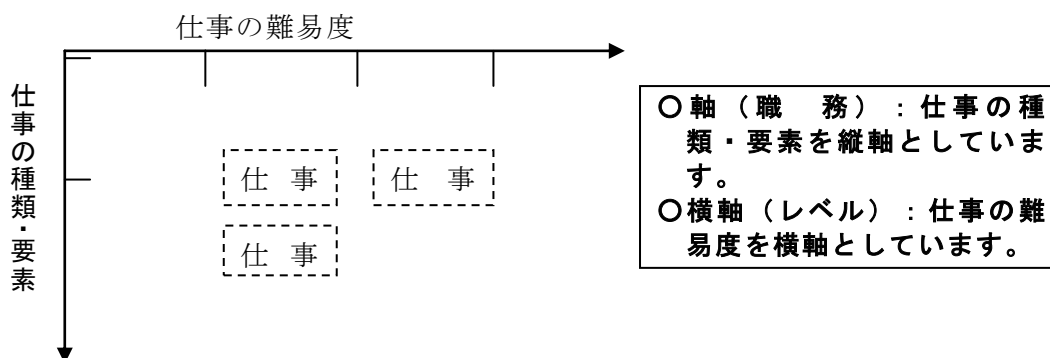 仕事の難易度
仕事の種類・要素
仕 事
仕 事
仕 事
〇軸（職 務）：仕事の種
類・要素を縦軸としていま
す。
〇横軸（レベル）：仕事の難
易度を横軸としています。